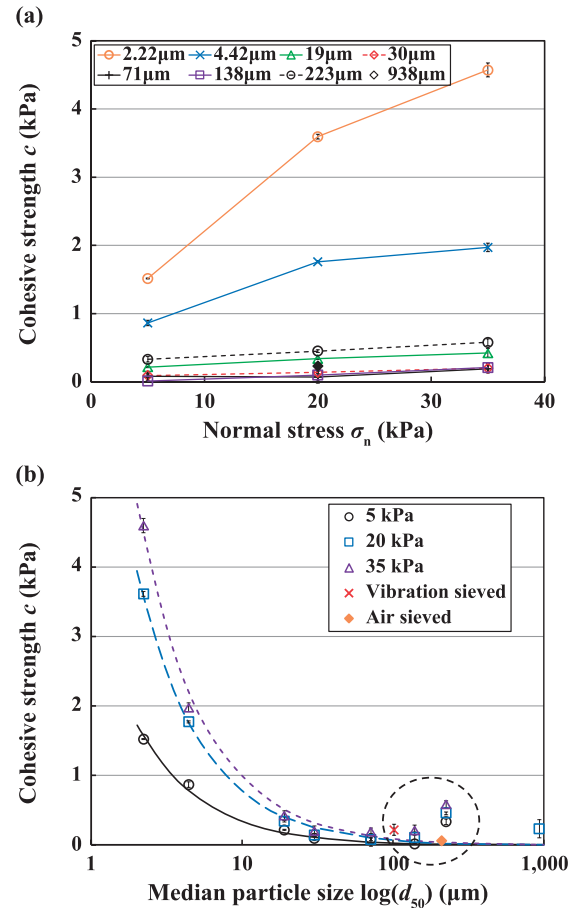 (a)
Cohesive strength c (kPa)
5
4
3
2
1
0
2.22μm 4.42μm 19μm 30μm
71μm 138μm 223μm 938μm
0 10 20 30 40
Normal stress σn (kPa)
(b)
Cohesive strength c (kPa)
5
4
3
2
1
0
5 kPa
20 kPa
35 kPa
Vibration sieved
Air sieved
1 10 100 1,000
Median particle size log(d50) (μm)